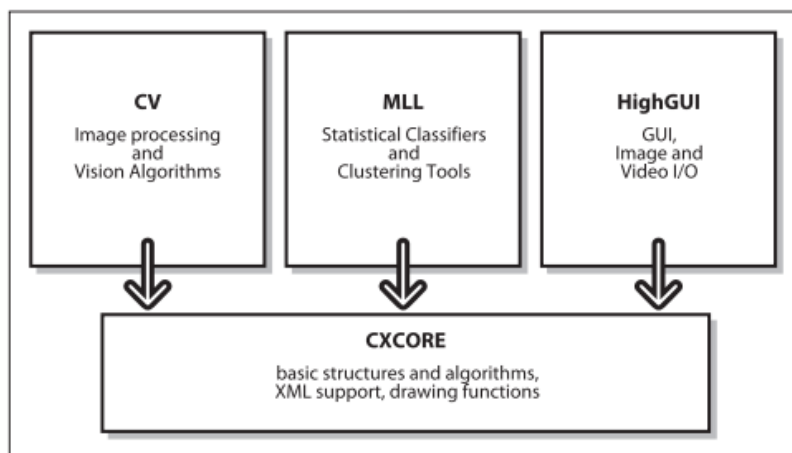 CV
Image processing
and
Vision Algorithms
MLL
Statistical Classifiers
and
Clustering Tools
HighGUI
GUI,
Image and
Video I/O
CXCORE
basic structures and algorithms,
XML support, drawing functions